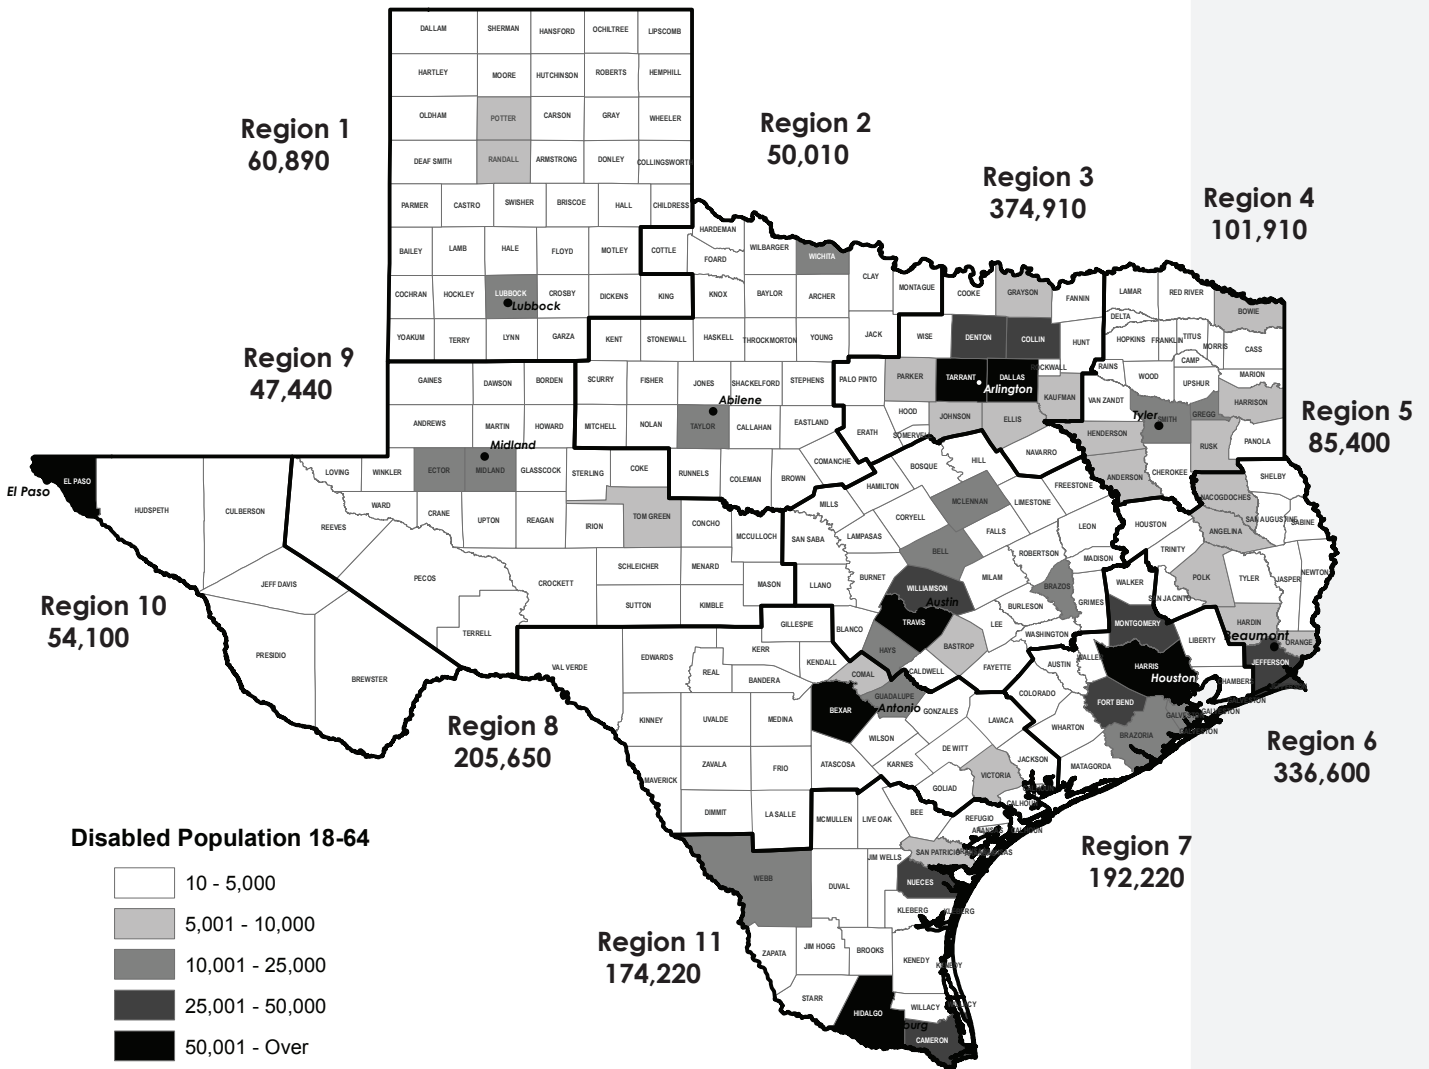 DALLAM SHERMAN HANSFORD OCHILTREE LIPSCOMB
HARTLEY MOORE HUTCHINSON ROBERTS HEMPHILL
OLDHAM POTTER CARSON GRAY WHEELER
DEAF SMITH RANDALL ARMSTRONG DONLEY COLLINGSWORTH
PARMER CASTRO SWISHER BRISCOE HALL CHILDRESS
BAILEY LAMB HALE FLOYD MOTLEY COTTLE
COCHRAN HOCKLEY LUBBOCK CROSBY DICKENS KING
Lubbock
YOAKUM TERRY LYNN GARZA
Region 1
60,890
Region 2
50,010
Region 3
374,910
Region 4
101,910
HARDEMAN
FOARD WILBARGER WICHITA
CLAY MONTAGUE
KNOX BAYLOR ARCHER
KENT STONEWALL HASKELL THROCKMORTON YOUNG JACK
COOKE GRAYSON FANNIN
WISE DENTON COLLIN HUNT
ROCKWALL
LAMAR RED RIVER BOWIE
DELTA
HOPKINS FRANKLIN TITUS MORRIS CASS
CAMP
RAINS WOOD UPSHUR MARION
Region 9
47,440
GAINES DAWSON BORDEN SCURRY FISHER JONES SHACKELFORD STEPHENS
PALO PINTO PARKER TARRANT DALLAS KAUFMAN VAN ZANDT
Arlington
Abilene
ANDREWS MARTIN HOWARD MITCHELL NOLAN TAYLOR CALLAHAN EASTLAND
ERATH HOOD JOHNSON ELLIS
SOMERVELL
HENDERSON Tyler SMITH GREGG HARRISON
RUSK PANOLA
Region 5
85,400
Midland
LOVING WINKLER ECTOR MIDLAND GLASSCOCK STERLING COKE RUNNELS COLEMAN BROWN COMANCHE
BOSQUE HILL NAVARRO
ANDERSON CHEROKEE SHELBY
El Paso
EL PASO HUDSPETH CULBERSON
REEVES WARD CRANE UPTON REAGAN IRION TOM GREEN CONCHO
MCCULLOCH SAN SABA MILLS HAMILTON
CORYELL MCLENNAN LIMESTONE FREESTONE
LAMPASAS FALLS LEON
HOUSTON NACOGDOCHES
SAN AUGUSTINE
SABINE
ANGELINA
TRINITY
JEFF DAVIS PECOS CROCKETT SCHLEICHER MENARD
MASON LLANO BURNET BELL
ROBERTSON MADISON
MILAM BRAZOS
WALKER POLK TYLER JASPER NEWTON
SAN JACINTO
Region 10
54,100
SUTTON KIMBLE
WILLIAMSON
Austin
TRAVIS
BURLESON GRIMES
LEE WASHINGTON
MONTGOMERY LIBERTY HARDIN ORANGE
Beaumont
JEFFERSON
TERRELL
PRESIDIO BREWSTER
VAL VERDE EDWARDS GILLESPIE
KERR REAL BANDERA KENDALL
BLANCO HAYS BASTROP
CALDWELL FAYETTE
COMAL GUADALUPE
Antonio
BEXAR GONZALES
AUSTIN WALLER HARRIS
Houston
CHAMBERS
COLORADO FORT BEND
LAVACA WHARTON BRAZORIA
KINNEY UVALDE MEDINA WILSON
DE WITT JACKSON MATAGORDA
Region 8
205,650
Region 6
336,600
MAVERICK ZAVALA FRIO ATASCOSA KARNES
GOLIAD VICTORIA
DIMMIT LA SALLE MCMULLEN LIVE OAK BEE
REFUGIO
Disabled Population 18-64
10 - 5,000
5,001 - 10,000
10,001 - 25,000
25,001 - 50,000
50,001 - Over
Region 7
192,220
WEBB DUVAL JIM WELLS SAN PATRICIO
NUECES
KLEBERG KLEBERG
Region 11
174,220
ZAPATA JIM HOGG BROOKS KENEDY KENEDY
STARR HIDALGO WILLACY
burg
CAMERON